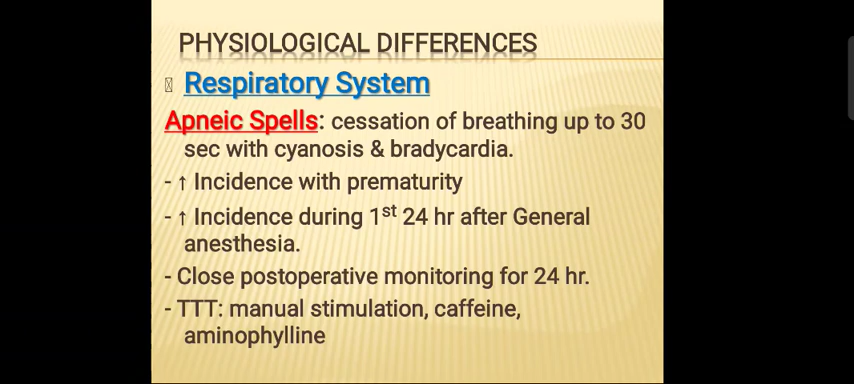 PHYSIOLOGICAL DIFFERENCES
Respiratory System
Apneic Spells: cessation of breathing up to 30
sec with cyanosis & bradycardia.
- ↑ Incidence with prematurity
- ↑ Incidence during 1st 24 hr after General
anesthesia.
- Close postoperative monitoring for 24 hr.
- TTT: manual stimulation, caffeine,
aminophylline